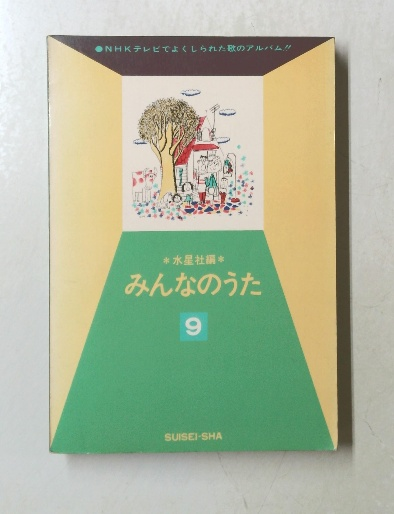 ●NHKテレビでよくしられた歌のアルバム!!
＊水星社編＊
みんなのうた
9
SUISEI-SHA